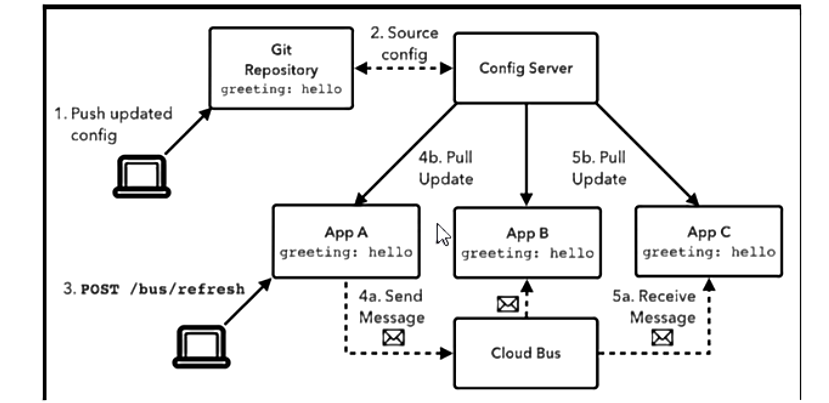 2. Source
config
Git
Repository
greeting: hello
Config Server
1. Push updated
config
4b. Pull
Update
5b. Pull
Update
App A
greeting: hello
App B
greeting: hello
App C
greeting: hello
3. POST /bus/refresh
4a. Send
Message
5a. Receive
Message
Cloud Bus